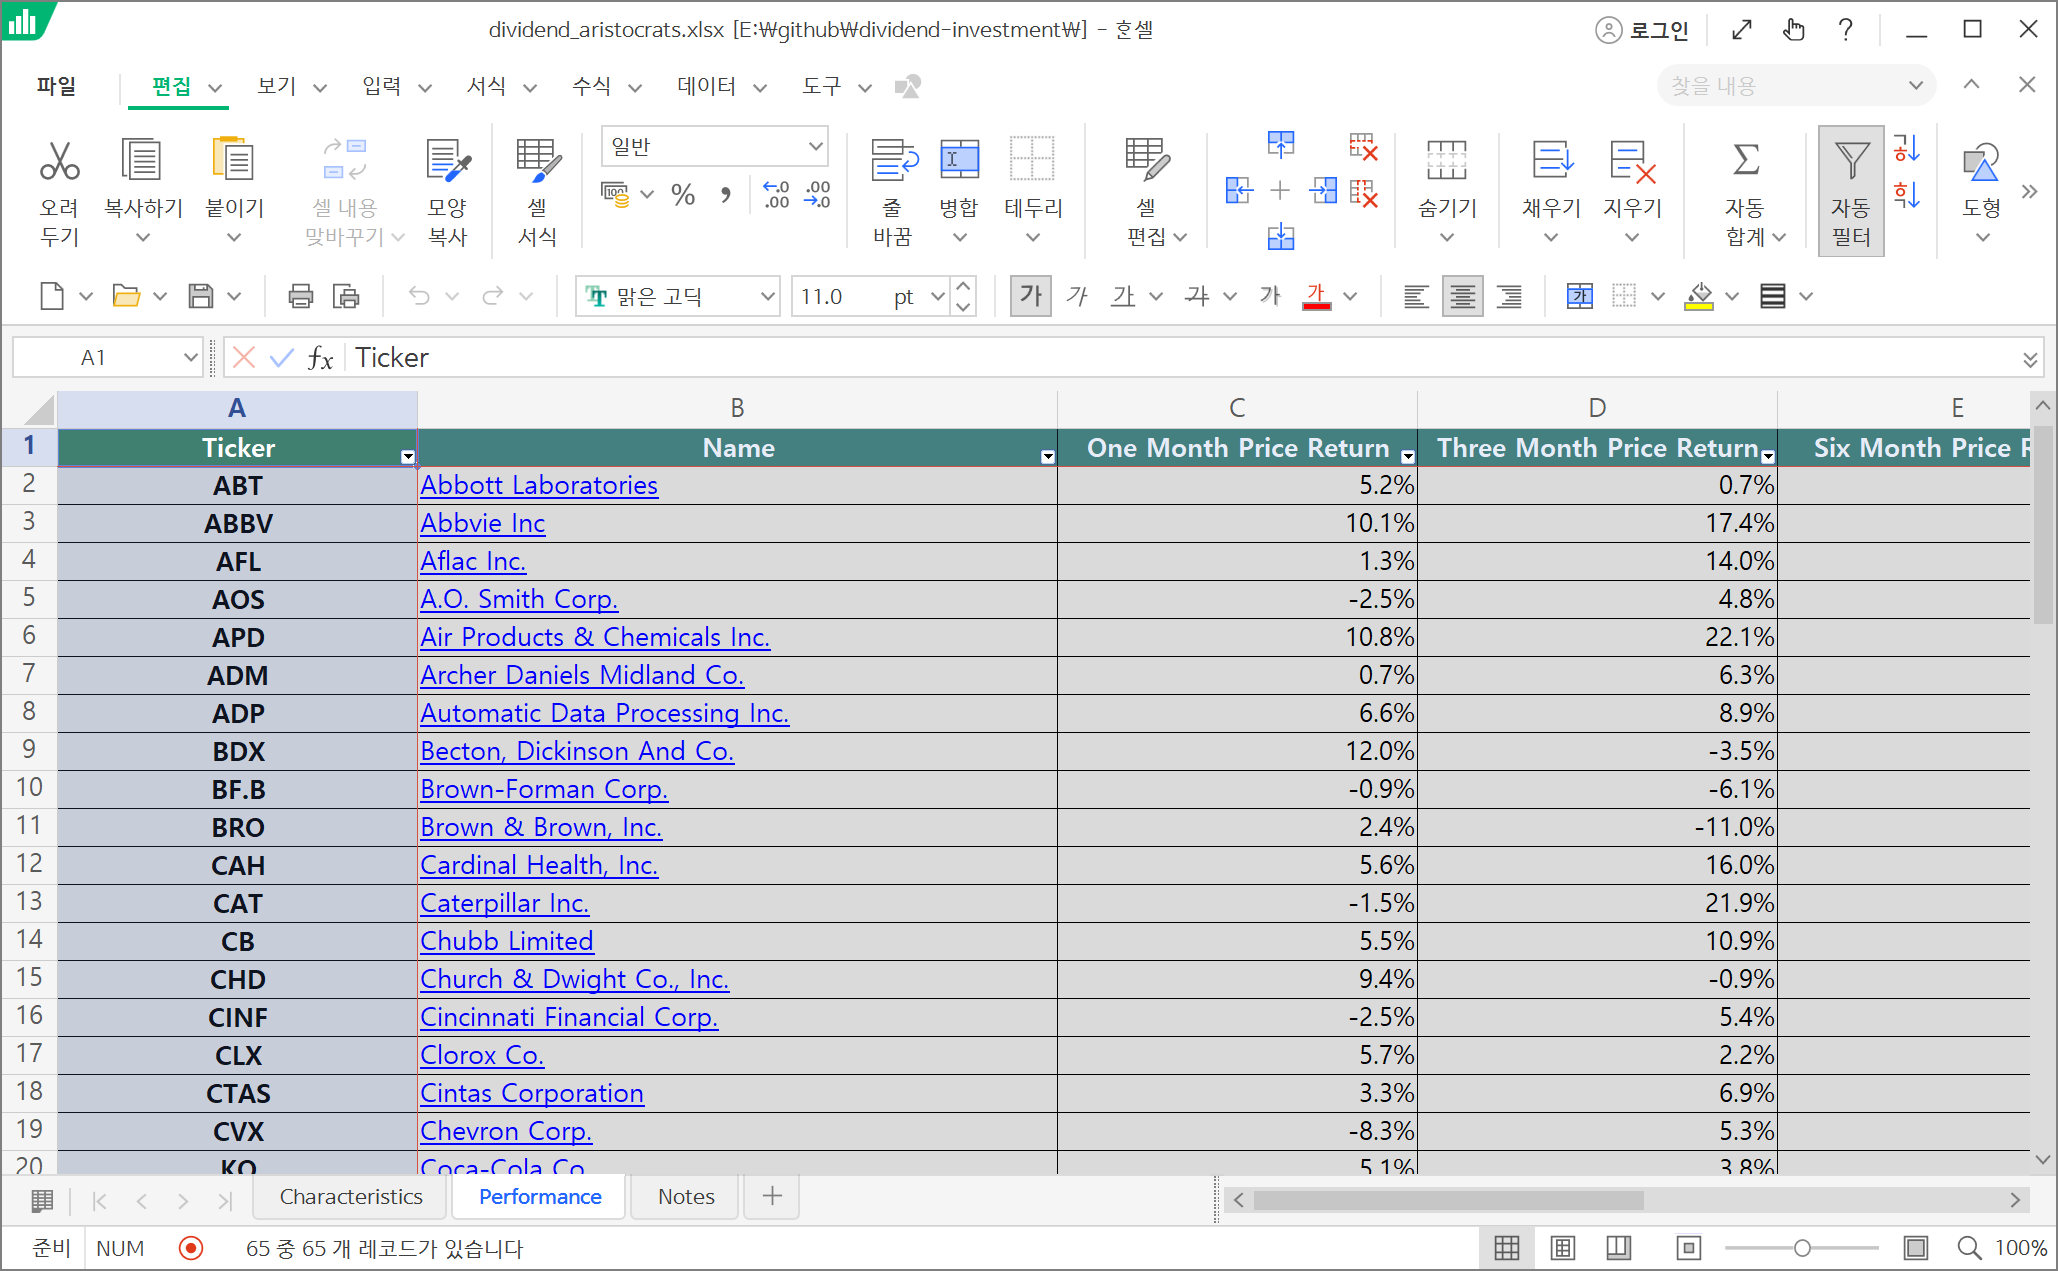 dividend_aristocrats.xlsx [E:₩github₩dividend-investment₩] - 한셀
로그인
파일 편집 보기 입력 서식 수식 데이터 도구
찾을 내용
오려 두기
복사하기
붙이기
셀 내용 맞바꾸기
모양 복사
셀 서식
일반
%
줄 바꿈
병합
테두리
셀 편집
숨기기
채우기
지우기
자동 합계
자동 필터
도형
맑은 고딕
11.0 pt
가 가 가 가 가 가
A1
fx
Ticker
A B C D E
1 Ticker Name One Month Price Return Three Month Price Return Six Month Price R
2 ABT Abbott Laboratories 5.2% 0.7%
3 ABBV Abbvie Inc 10.1% 17.4%
4 AFL Aflac Inc. 1.3% 14.0%
5 AOS A.O. Smith Corp. -2.5% 4.8%
6 APD Air Products & Chemicals Inc. 10.8% 22.1%
7 ADM Archer Daniels Midland Co. 0.7% 6.3%
8 ADP Automatic Data Processing Inc. 6.6% 8.9%
9 BDX Becton, Dickinson And Co. 12.0% -3.5%
10 BF.B Brown-Forman Corp. -0.9% -6.1%
11 BRO Brown & Brown, Inc. 2.4% -11.0%
12 CAH Cardinal Health, Inc. 5.6% 16.0%
13 CAT Caterpillar Inc. -1.5% 21.9%
14 CB Chubb Limited 5.5% 10.9%
15 CHD Church & Dwight Co., Inc. 9.4% -0.9%
16 CINF Cincinnati Financial Corp. -2.5% 5.4%
17 CLX Clorox Co. 5.7% 2.2%
18 CTAS Cintas Corporation 3.3% 6.9%
19 CVX Chevron Corp. -8.3% 5.3%
20 KO Coca-Cola Co 5.1% 3.8%
Characteristics Performance Notes
준비 NUM 65 중 65 개 레코드가 있습니다
100%